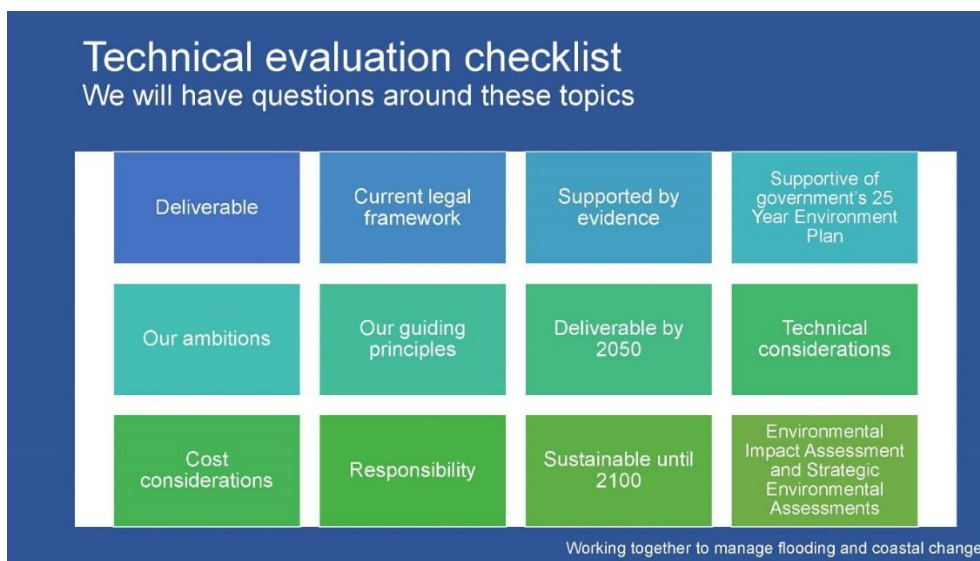 Technical evaluation checklist
We will have questions around these topics
Deliverable
Current legal
framework
Supported by
evidence
Supportive of
government's 25
Year Environment
Plan
Our ambitions
Our guiding
principles
Deliverable by
2050
Technical
considerations
Cost
considerations
Responsibility
Sustainable until
2100
Environmental
Impact Assessment
and Strategic
Environmental
Assessments
Working together to manage flooding and coastal change